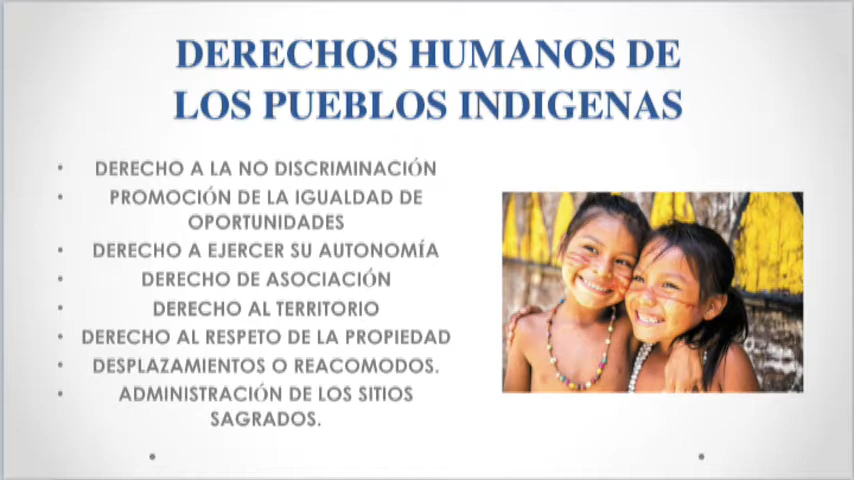 DERECHOS HUMANOS DE
LOS PUEBLOS INDIGENAS
• DERECHO A LA NO DISCRIMINACIÓN
• PROMOCIÓN DE LA IGUALDAD DE
OPORTUNIDADES
• DERECHO A EJERCER SU AUTONOMÍA
• DERECHO DE ASOCIACIÓN
• DERECHO AL TERRITORIO
• DERECHO AL RESPETO DE LA PROPIEDAD
• DESPLAZAMIENTOS O REACOMODOS.
• ADMINISTRACIÓN DE LOS SITIOS
SAGRADOS.